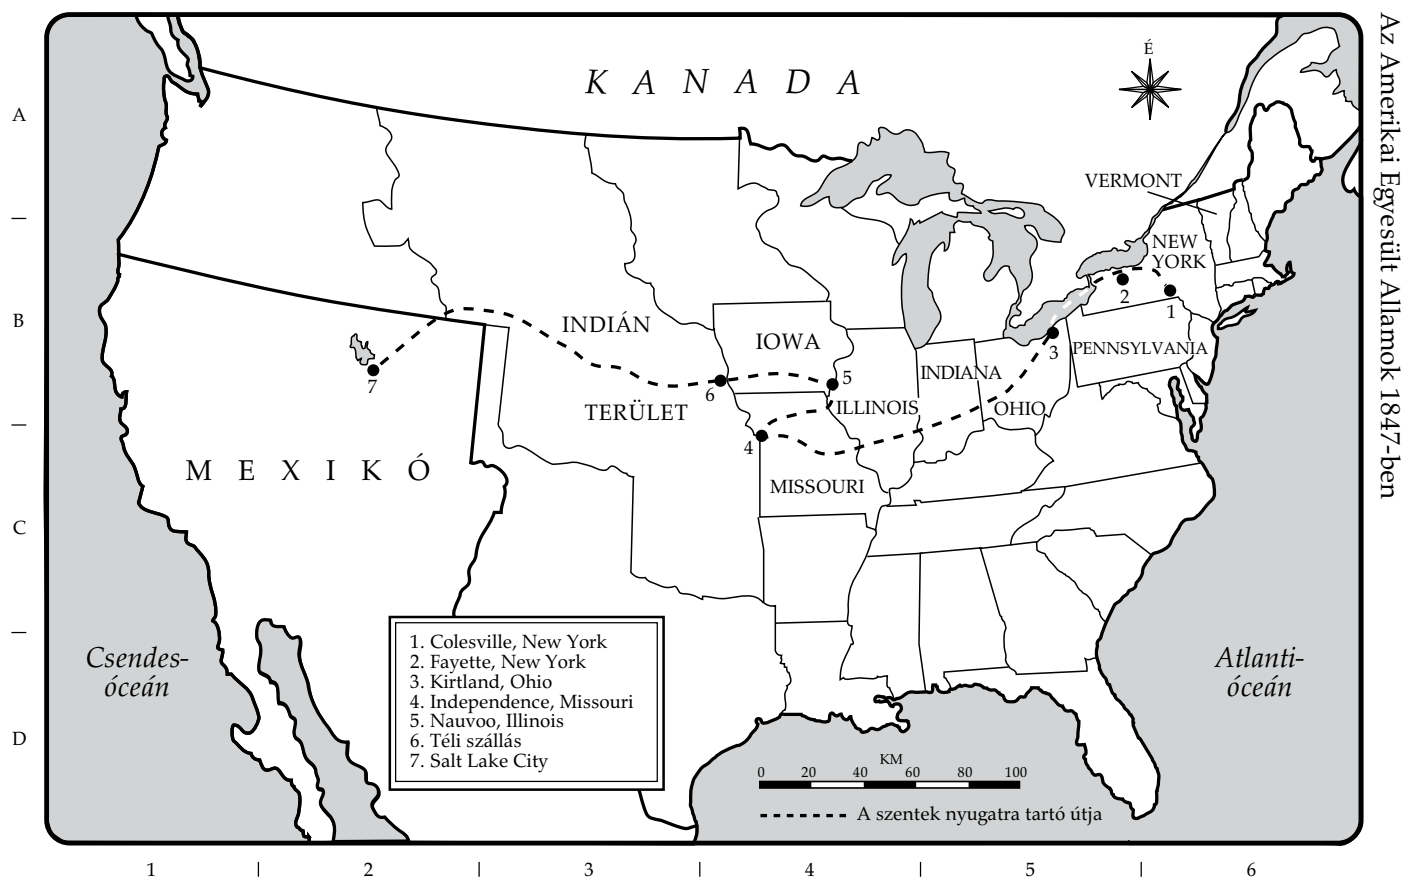 Az Amerikai Egyesült Államok 1847-ben
É
KANADA
A
VERMONT
NEW
YORK
2
1
B
INDIÁN
IOWA
3
PENNSYLVANIA
7
6
5
INDIANA
TERÜLET
ILLINOIS
OHIO
4
MEXIKÓ
MISSOURI
C
1. Colesville, New York
2. Fayette, New York
3. Kirtland, Ohio
4. Independence, Missouri
5. Nauvoo, Illinois
6. Téli szállás
7. Salt Lake City
Csendes-
óceán
Atlanti-
óceán
D
KM
0 20 40 60 80 100
A szentek nyugatra tartó útja
1 2 3 4 5 6